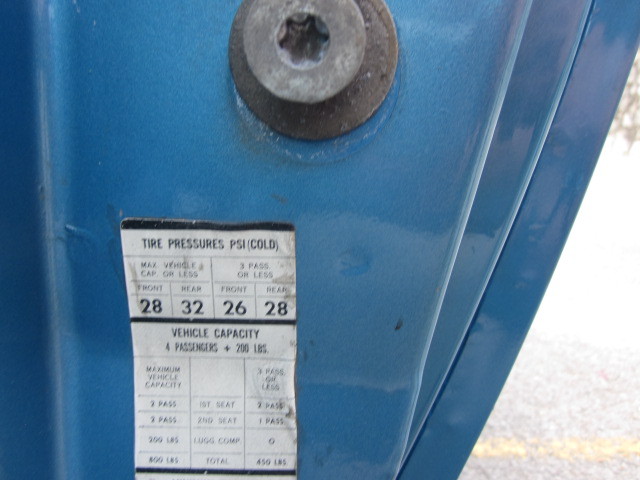 TIRE PRESSURES PSI(COLD)
MAX. VEHICLE 3 PASS.
CAP. OR LESS OR LESS
FRONT REAR FRONT REAR
28 32 26 28
VEHICLE CAPACITY
4 PASSENGERS + 200 LBS.
MAXIMUM VEHICLE CAPACITY
3 PASS. OR LESS
2 PASS. 1ST. SEAT 2 PASS.
2 PASS. 2ND. SEAT 1 PASS.
200 LBS LUGG. COMP. 0
800 LBS TOTAL 450 LBS.